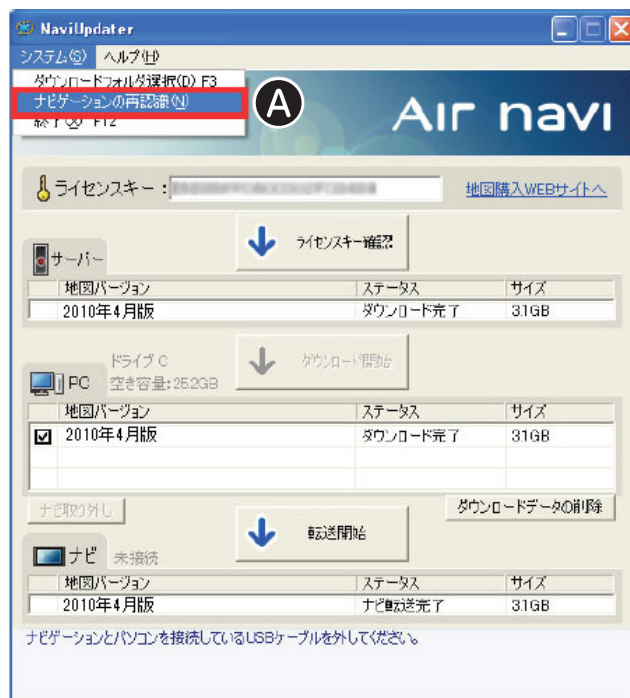 NaviUpdater
システム(S) ヘルプ(H)
ダウンロードフォルダ選択(D) F3
ナビゲーションの再認識(N)
終了(X) F12
A
AIr navi
ライセンスキー:
地図購入WEBサイトへ
ライセンスキー確認
サーバー
地図バージョン ステータス サイズ
2010年4月版 ダウンロード完了 3.1GB
ドライブ C
ダウンロード開始
PC 空き容量:25.2GB
地図バージョン ステータス サイズ
2010年4月版 ダウンロード完了 3.1GB
ナビ取り外し
ダウンロードデータの削除
転送開始
ナビ 未接続
地図バージョン ステータス サイズ
2010年4月版 ナビ転送完了 3.1GB
ナビゲーションとパソコンを接続しているUSBケーブルを外してください。